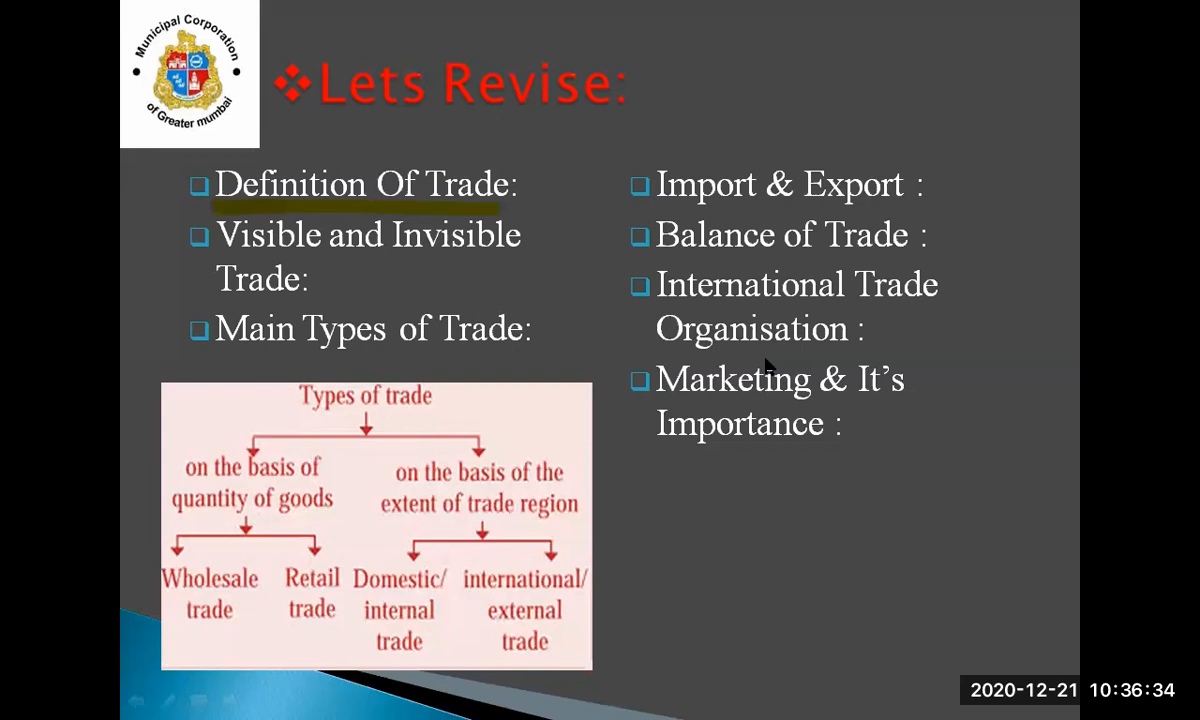 Municipal Corporation
of Greater mumbai
❖Lets Revise:
❑ Definition Of Trade:
❑ Visible and Invisible
Trade:
❑ Main Types of Trade:
❑ Import & Export :
❑ Balance of Trade :
❑ International Trade
Organisation :
❑ Marketing & It’s
Importance :
Types of trade
on the basis of
quantity of goods
on the basis of the
extent of trade region
Wholesale
trade
Retail
trade
Domestic/
internal
trade
international/
external
trade
2020-12-21 10:36:34